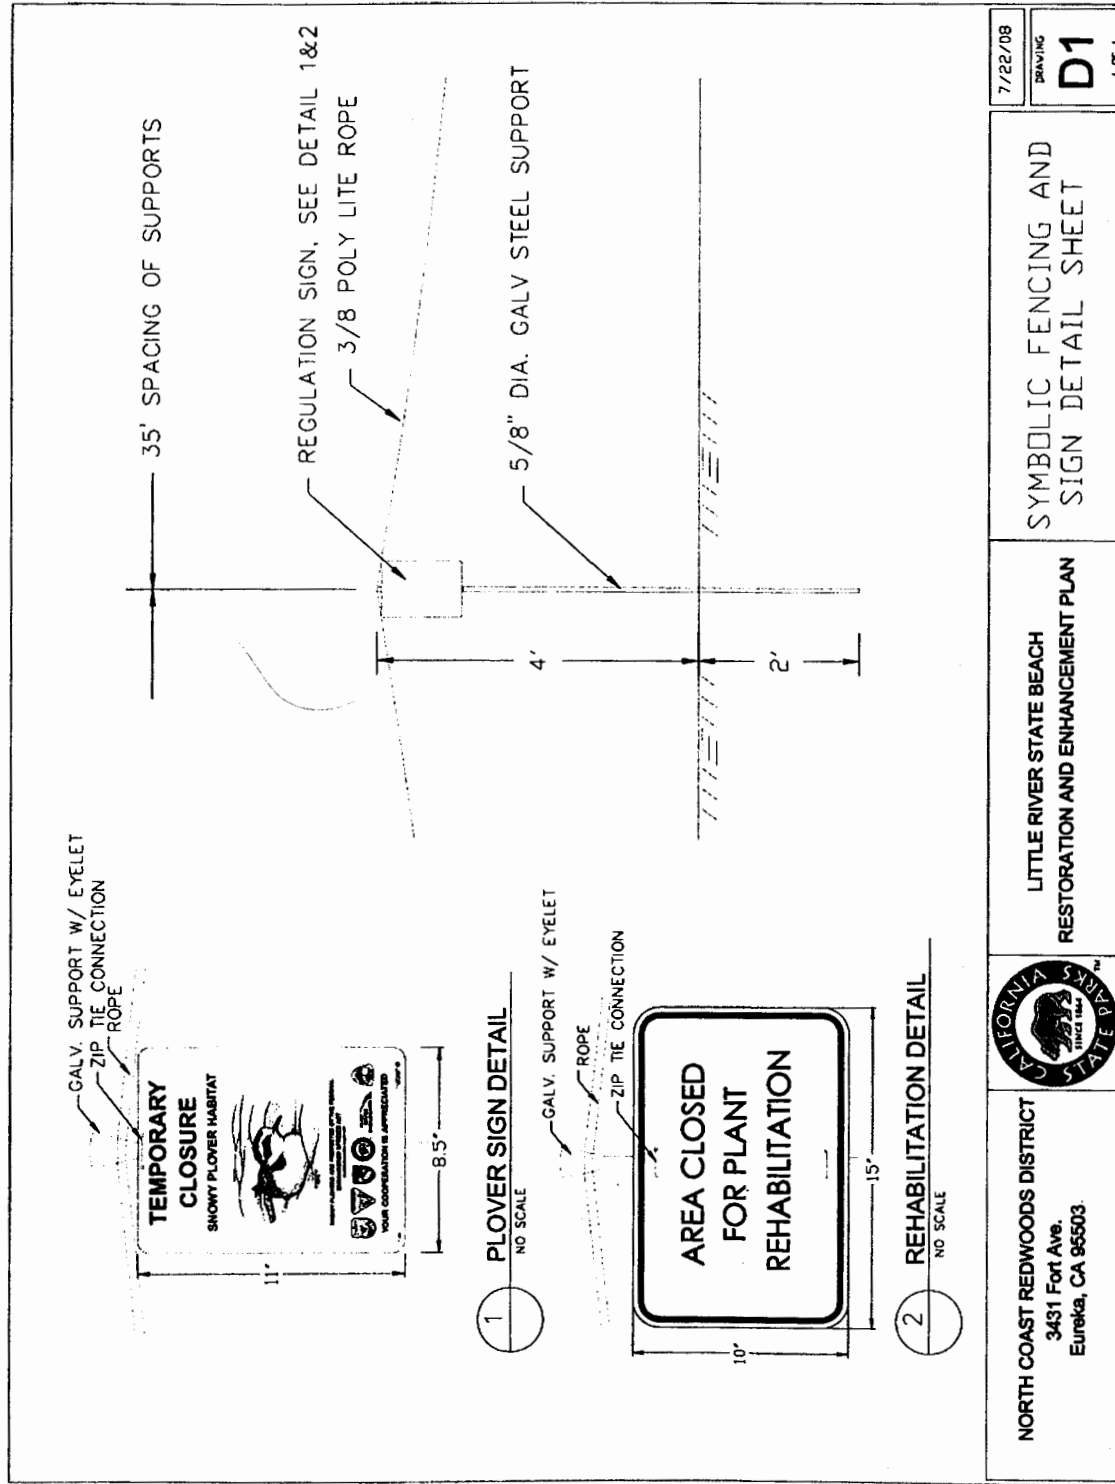 GALV. SUPPORT W/ EYELET
ZIP TIE CONNECTION
ROPE
TEMPORARY
CLOSURE
SNOWY PLOVER HABITAT
YOUR COOPERATION IS APPRECIATED
11"
8.5"
1
PLOVER SIGN DETAIL
NO SCALE
GALV. SUPPORT W/ EYELET
ROPE
ZIP TIE CONNECTION
AREA CLOSED
FOR PLANT
REHABILITATION
10"
15"
2
REHABILITATION DETAIL
NO SCALE
35' SPACING OF SUPPORTS
REGULATION SIGN, SEE DETAIL 1&2
3/8 POLY LITE ROPE
5/8" DIA. GALV STEEL SUPPORT
4'
2'
NORTH COAST REDWOODS DISTRICT
3431 Fort Ave.
Eureka, CA 95503
CALIFORNIA
STATE PARKS
SINCE 1864
TM
LITTLE RIVER STATE BEACH
RESTORATION AND ENHANCEMENT PLAN
SYMBOLIC FENCING AND
SIGN DETAIL SHEET
7/22/08
DRAWING
D1